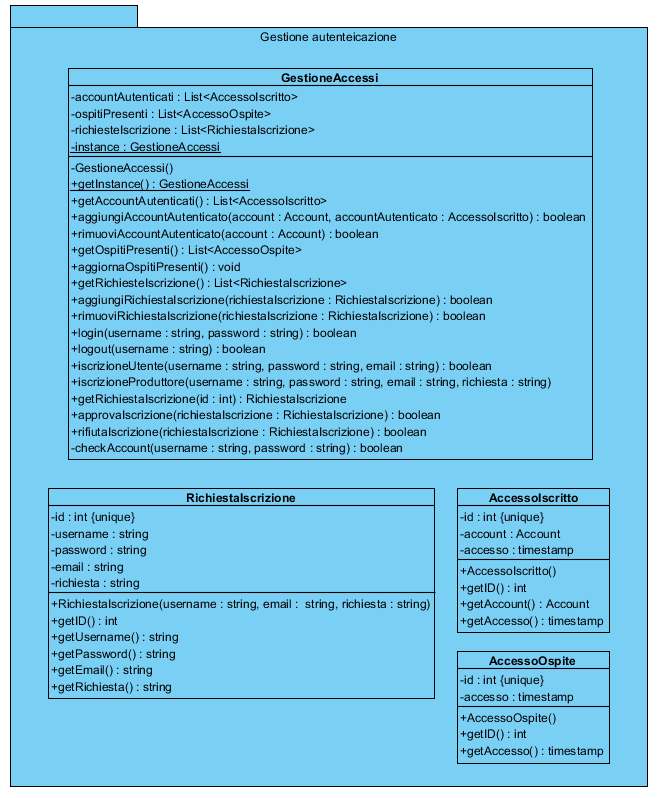 Gestione autenteicazione
GestioneAccessi
-accountAutenticati : List<AccessoIscritto>
-ospitiPresenti : List<AccessoOspite>
-richiesteIscrizione : List<RichiestaIscrizione>
-instance : GestioneAccessi
-GestioneAccessi()
+getInstance() : GestioneAccessi
+getAccountAutenticati() : List<AccessoIscritto>
+aggiungiAccountAutenticato(account : Account, accountAutenticato : AccessoIscritto) : boolean
+rimuoviAccountAutenticato(account : Account) : boolean
+getOspitiPresenti() : List<AccessoOspite>
+aggiornaOspitiPresenti() : void
+getRichiesteIscrizione() : List<RichiestaIscrizione>
+aggiungiRichiestaIscrizione(richiestaIscrizione : RichiestaIscrizione) : boolean
+rimuoviRichiestaIscrizione(richiestaIscrizione : RichiestaIscrizione) : boolean
+login(username : string, password : string) : boolean
+logout(username : string) : boolean
+iscrizioneUtente(username : string, password : string, email : string) : boolean
+iscrizioneProduttore(username : string, password : string, email : string, richiesta : string)
+getRichiestaIscrizione(id : int) : RichiestaIscrizione
+approvaIscrizione(richiestaIscrizione : RichiestaIscrizione) : boolean
+rifiutaIscrizione(richiestaIscrizione : RichiestaIscrizione) : boolean
-checkAccount(username : string, password : string) : boolean
RichiestaIscrizione
-id : int {unique}
-username : string
-password : string
-email : string
-richiesta : string
+RichiestaIscrizione(username : string, email : string, richiesta : string)
+getID() : int
+getUsername() : string
+getPassword() : string
+getEmail() : string
+getRichiesta() : string
AccessoIscritto
-id : int {unique}
-account : Account
-accesso : timestamp
+AccessoIscritto()
+getID() : int
+getAccount() : Account
+getAccesso() : timestamp
AccessoOspite
-id : int {unique}
-accesso : timestamp
+AccessoOspite()
+getID() : int
+getAccesso() : timestamp